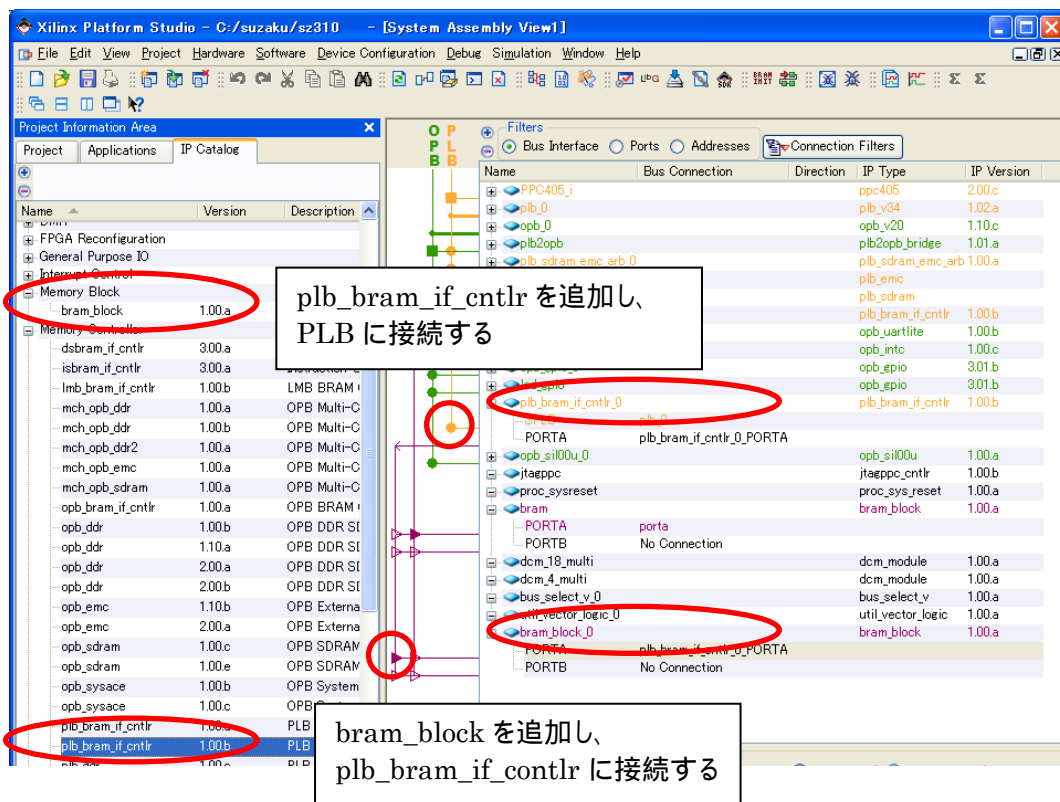 Xilinx Platform Studio - C:/suzaku/sz310 - [System Assembly View1]
File Edit View Project Hardware Software Device Configuration Debug Simulation Window Help
Project Information Area
Project Applications IP Catalog
Name Version Description
FPGA Reconfiguration
General Purpose IO
Interrupt Control
Memory Block
bram_block 1.00.a
Memory Controller
dsbram_if_cntlr 3.00.a
isbram_if_cntlr 3.00.a
lmb_bram_if_cntlr 1.00.b LMB BRAM
mch_opb_ddr 1.00.a OPB Multi-C
mch_opb_ddr 1.00.b OPB Multi-C
mch_opb_ddr2 1.00.a OPB Multi-C
mch_opb_emc 1.00.a OPB Multi-C
mch_opb_sdram 1.00.a OPB Multi-C
opb_bram_if_cntlr 1.00.a OPB BRAM
opb_ddr 1.00.b OPB DDR SD
opb_ddr 1.10.a OPB DDR SD
opb_ddr 2.00.a OPB DDR SD
opb_ddr 2.00.b OPB DDR SD
opb_emc 1.10.b OPB Externa
opb_emc 2.00.a OPB Externa
opb_sdram 1.00.c OPB SDRAM
opb_sdram 1.00.e OPB SDRAM
opb_sysace 1.00.b OPB System
opb_sysace 1.00.c OPB
plb_bram_if_cntlr 1.00.a PLB
plb_bram_if_cntlr 1.00.b PLB
OPB PLB
Filters
Bus Interface Ports Addresses Connection Filters
Name Bus Connection Direction IP Type IP Version
PPC405_i ppc405 2.00.c
plb_0 plb_v34 1.02.a
opb_0 opb_v20 1.10.c
plb2opb plb2opb_bridge 1.01.a
plb_sdram_emc_arb_0 plb_sdram_emc_arb 1.00.a
plb_emc
plb_sdram
plb_bram_if_cntlr 1.00.b
opb_uartlite 1.00.b
opb_intc 1.00.c
opb_gpio 3.01.b
opb_gpio 3.01.b
plb_bram_if_cntlr_0 plb_bram_if_cntlr 1.00.b
SPLB plb_0
PORTA plb_bram_if_cntlr_0_PORTA
opb_sil00u_0 opb_sil00u 1.00.a
jtagppc jtagppc_cntlr 1.00.b
proc_sysreset proc_sys_reset 1.00.a
bram bram_block 1.00.a
PORTA porta
PORTB No Connection
dcm_18_multi dcm_module 1.00.a
dcm_4_multi dcm_module 1.00.a
bus_select_v_0 bus_select_v 1.00.a
util_vector_logic_0 util_vector_logic 1.00.a
bram_block_0 bram_block 1.00.a
PORTA plb_bram_if_cntlr_0_PORTA
PORTB No Connection
plb_bram_if_cntlr を追加し、
PLB に接続する
bram_block を追加し、
plb_bram_if_contlr に接続する